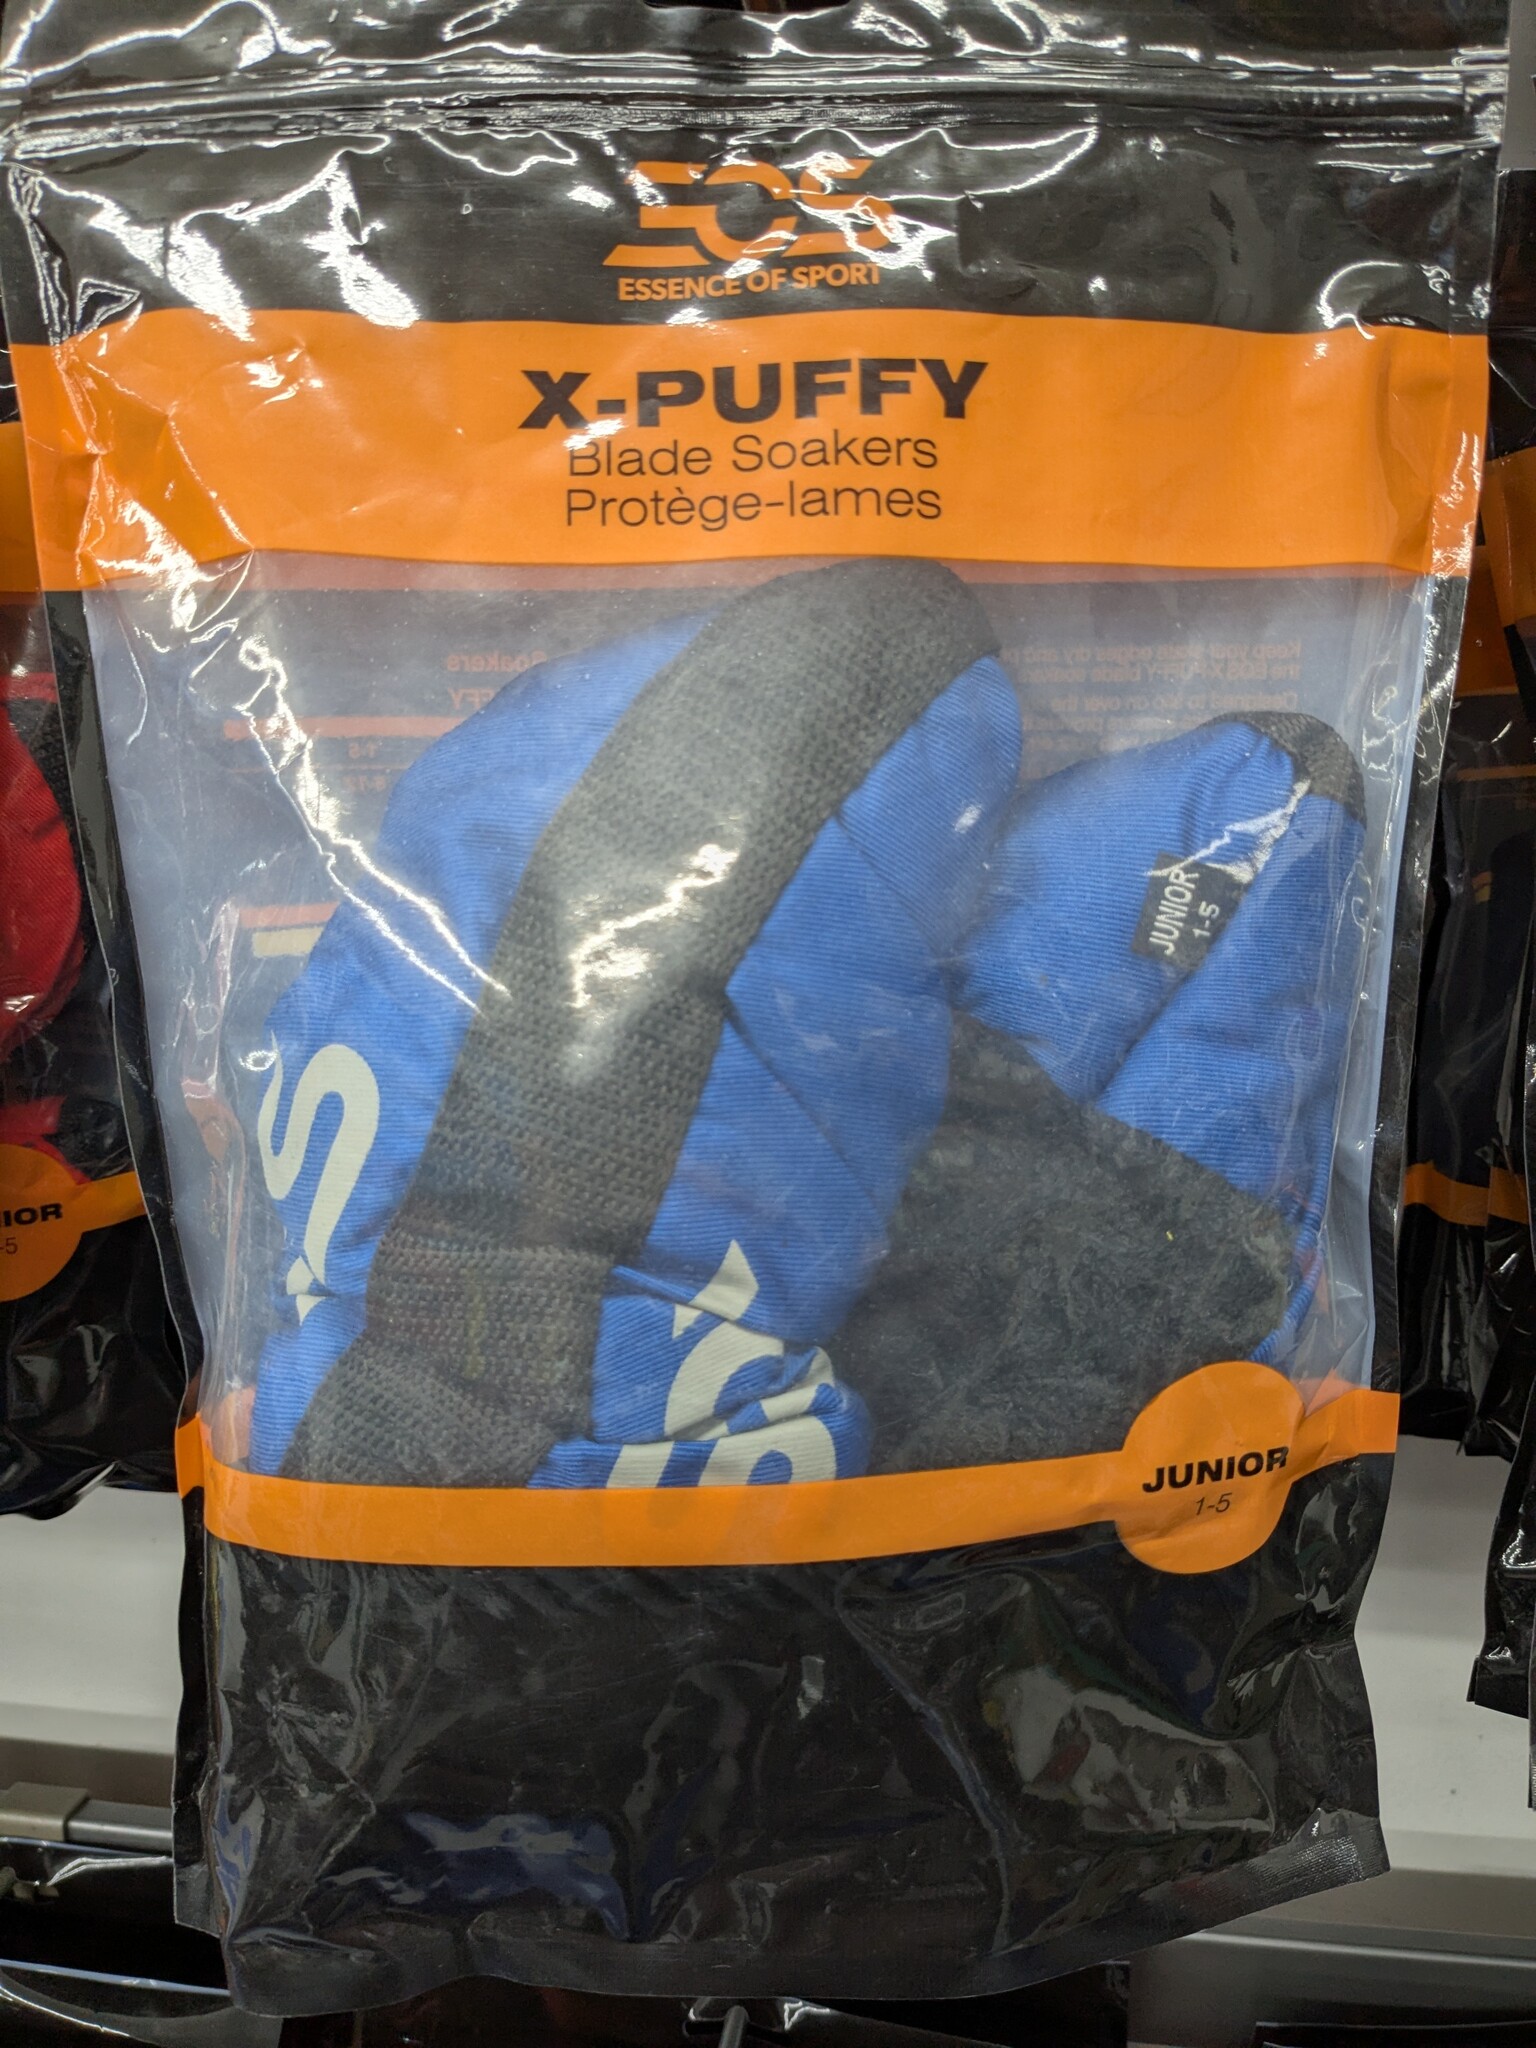 EOS
ESSENCE OF SPORT
X-PUFFY
Blade Soakers
Protège-lames
JUNIOR
1-5
JUNIOR
1-5